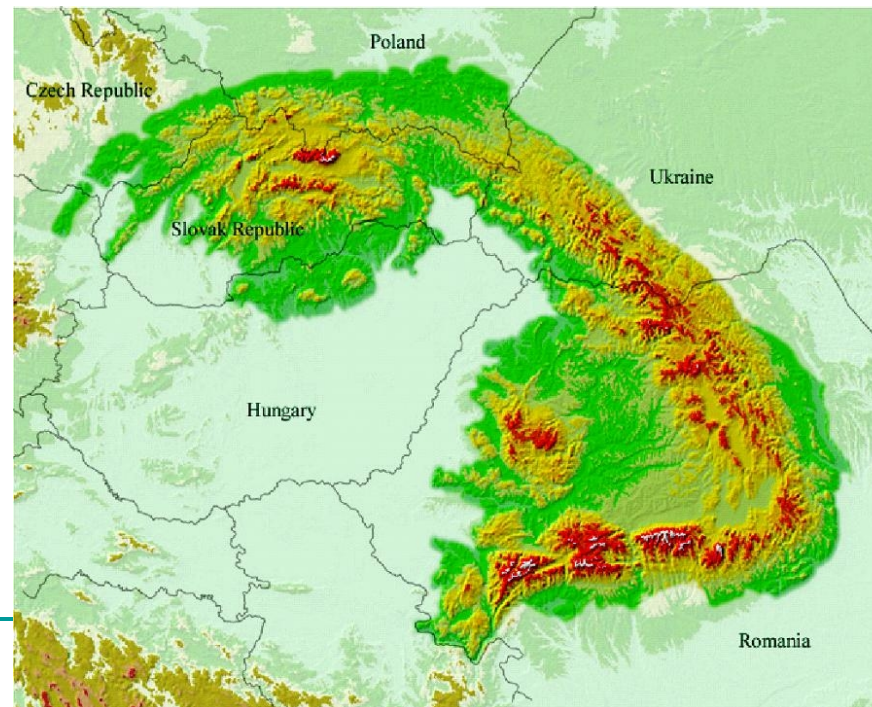 Poland
Czech Republic
Ukraine
Slovak Republic
Hungary
Romania